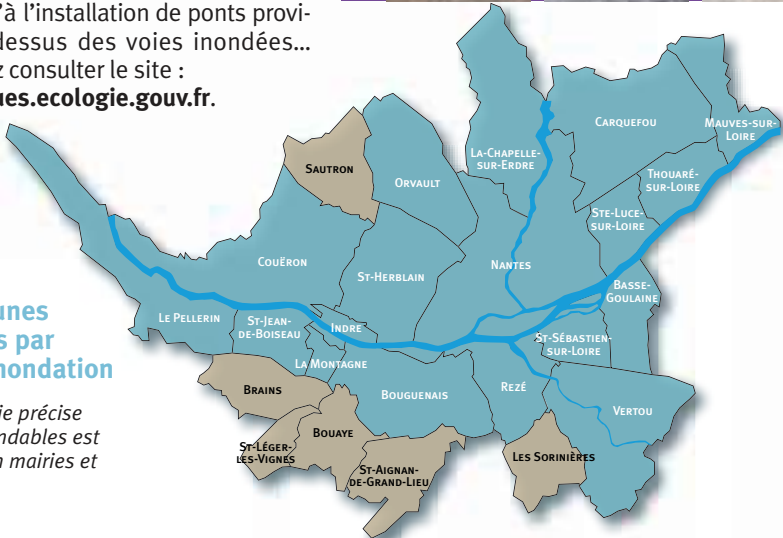 'à l'installation de ponts provi-
dessus des voies inondées...
z consulter le site :
ues.ecologie.gouv.fr.
Sautron
Orvault
La-Chapelle-
sur-Erdre
Carquefou
Mauves-sur-
Loire
Thouaré-
sur-Loire
Ste-Luce-
sur-Loire
Couëron
St-Herblain
Nantes
Basse-
Goulaine
Le Pellerin
St-Jean-
de-Boiseau
Indre
La Montagne
St-Sébastien-
sur-Loire
Bouguenais
Rezé
Vertou
Brains
Bouaye
St-Léger-
les-Vignes
St-Aignan-
de-Grand-Lieu
Les Sorinières
unes
s par
nondation
ie précise
ndables est
n mairies et